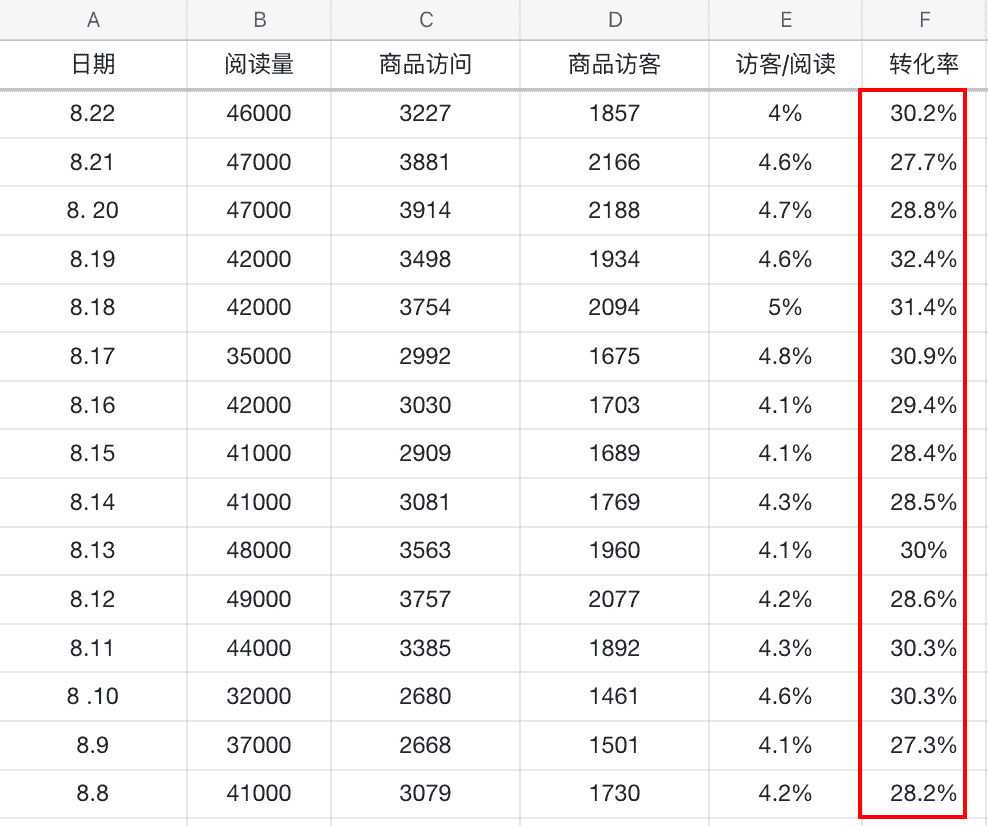 A B C D E F
日期 阅读量 商品访问 商品访客 访客/阅读 转化率
8.22 46000 3227 1857 4% 30.2%
8.21 47000 3881 2166 4.6% 27.7%
8. 20 47000 3914 2188 4.7% 28.8%
8.19 42000 3498 1934 4.6% 32.4%
8.18 42000 3754 2094 5% 31.4%
8.17 35000 2992 1675 4.8% 30.9%
8.16 42000 3030 1703 4.1% 29.4%
8.15 41000 2909 1689 4.1% 28.4%
8.14 41000 3081 1769 4.3% 28.5%
8.13 48000 3563 1960 4.1% 30%
8.12 49000 3757 2077 4.2% 28.6%
8.11 44000 3385 1892 4.3% 30.3%
8 .10 32000 2680 1461 4.6% 30.3%
8.9 37000 2668 1501 4.1% 27.3%
8.8 41000 3079 1730 4.2% 28.2%